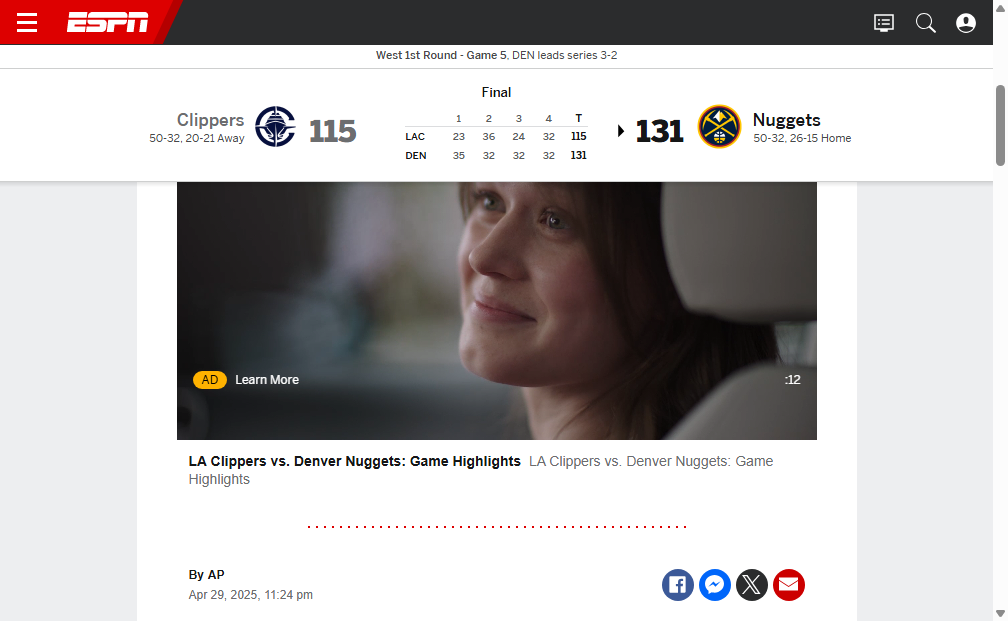 ESPN
West 1st Round - Game 5, DEN leads series 3-2
Final
Clippers
50-32, 20-21 Away
115
1 2 3 4 T
LAC 23 36 24 32 115
DEN 35 32 32 32 131
131
Nuggets
50-32, 26-15 Home
AD Learn More :12
LA Clippers vs. Denver Nuggets: Game Highlights LA Clippers vs. Denver Nuggets: Game
Highlights
By AP
Apr 29, 2025, 11:24 pm